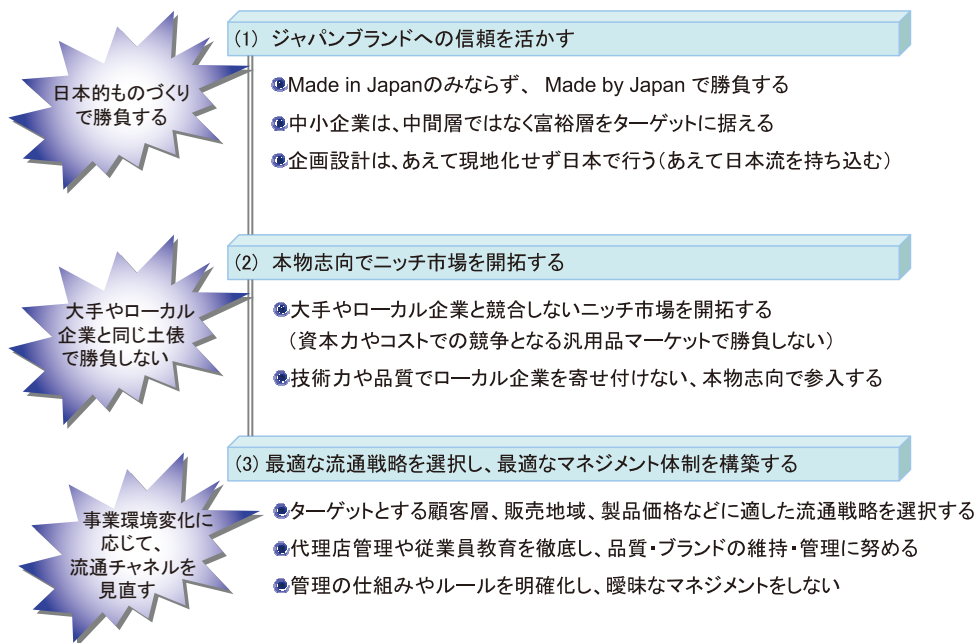 日本的ものづくり
で勝負する
(1) ジャパンブランドへの信頼を活かす
Made in Japanのみならず、 Made by Japan で勝負する
中小企業は、中間層ではなく富裕層をターゲットに据える
企画設計は、あえて現地化せず日本で行う(あえて日本流を持ち込む)
大手やローカル
企業と同じ土俵
で勝負しない
(2) 本物志向でニッチ市場を開拓する
大手やローカル企業と競合しないニッチ市場を開拓する
(資本力やコストでの競争となる汎用品マーケットで勝負しない)
技術力や品質でローカル企業を寄せ付けない、本物志向で参入する
事業環境変化に
応じて、
流通チャネルを
見直す
(3) 最適な流通戦略を選択し、最適なマネジメント体制を構築する
ターゲットとする顧客層、販売地域、製品価格などに適した流通戦略を選択する
代理店管理や従業員教育を徹底し、品質・ブランドの維持・管理に努める
管理の仕組みやルールを明確化し、曖昧なマネジメントをしない